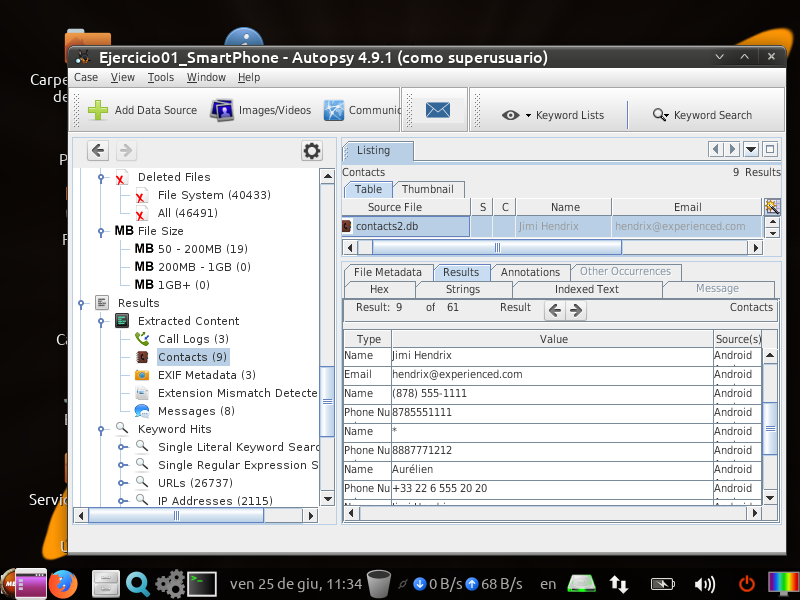 Ejercicio01_SmartPhone - Autopsy 4.9.1 (como superusuario)
Case View Tools Window Help
Add Data Source
Images/Videos
Communic
Keyword Lists
Keyword Search
Deleted Files
File System (40433)
All (46491)
MB File Size
MB 50 - 200MB (19)
MB 200MB - 1GB (0)
MB 1GB+ (0)
Results
Extracted Content
Call Logs (3)
Contacts (9)
EXIF Metadata (3)
Extension Mismatch Detecte
Messages (8)
Keyword Hits
Single Literal Keyword Searc
Single Regular Expression S
URLs (26737)
IP Addresses (2115)
Listing
Contacts
9 Results
Table Thumbnail
Source File S C Name Email
contacts2.db Jimi Hendrix hendrix@experienced.com
File Metadata Results Annotations Other Occurrences
Hex Strings Indexed Text Message
Result: 9 of 61 Result Contacts
Type Value Source(s)
Name Jimi Hendrix Android
Email hendrix@experienced.com Android
Name (878) 555-1111 Android
Phone Nu 8785551111 Android
Name * Android
Phone Nu 8887771212 Android
Name Aurélien Android
Phone Nu +33 22 6 555 20 20 Android
Carpe
de
Servic
ven 25 de giu, 11:34
0 B/s 68 B/s
en